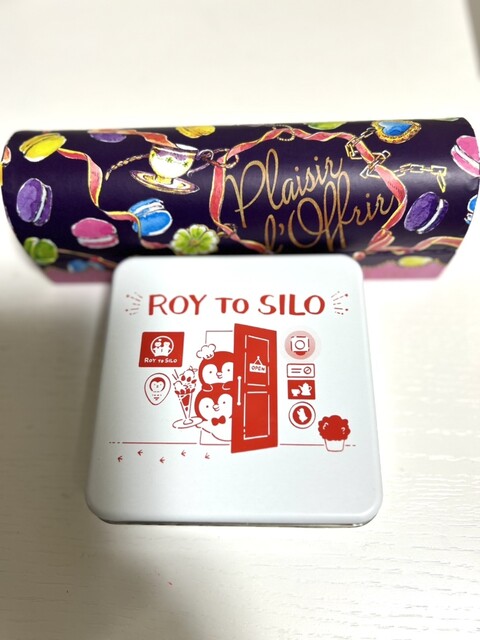 Plaisir
d'Offrir
ROY TO SILO
ROY TO SILO
OPEN